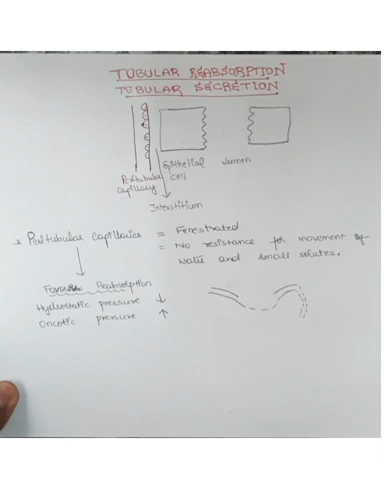 TUBULAR REABSORPTION
TUBULAR SECRETION
Epithelial Lumen
Cell
Peritubular
Capillary
Interstitium
→ Peritubular Capillaries = Fenestrated
= No resistance for movement of
water and small solutes.
Favours Reabsorption
Hydrostatic pressure ↓
Oncotic pressure ↑